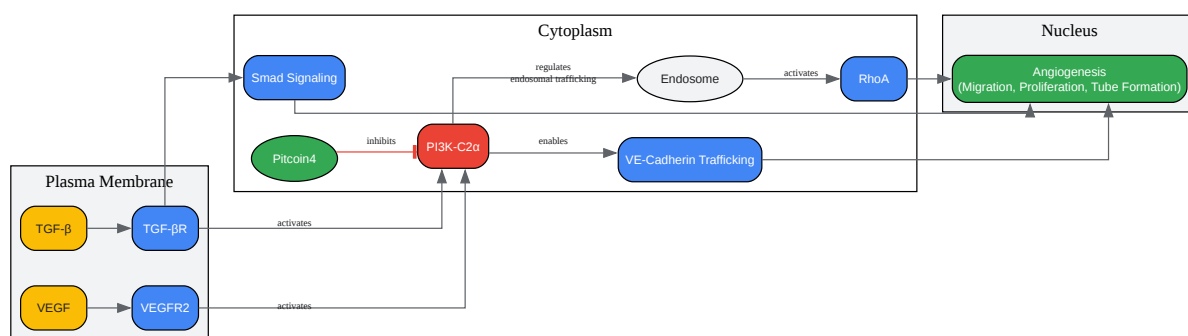 Cytoplasm
Nucleus
Smad Signaling
regulates
endosomal trafficking
Endosome
activates
RhoA
Angiogenesis
(Migration, Proliferation, Tube Formation)
Pitcoin4
inhibits
PI3K-C2α
enables
VE-Cadherin Trafficking
Plasma Membrane
TGF-β
TGF-βR
activates
VEGF
VEGFR2
activates